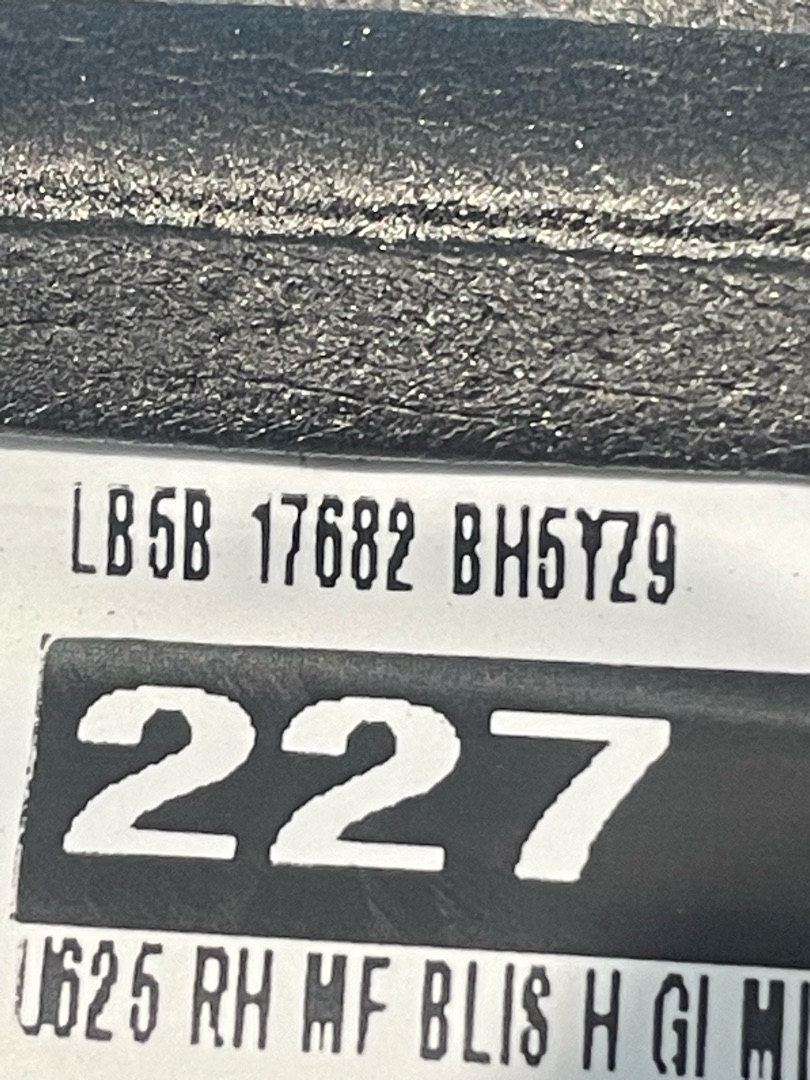 LB5B 17682 BH5YZ9
227
U625 RH MF BLIS H GI